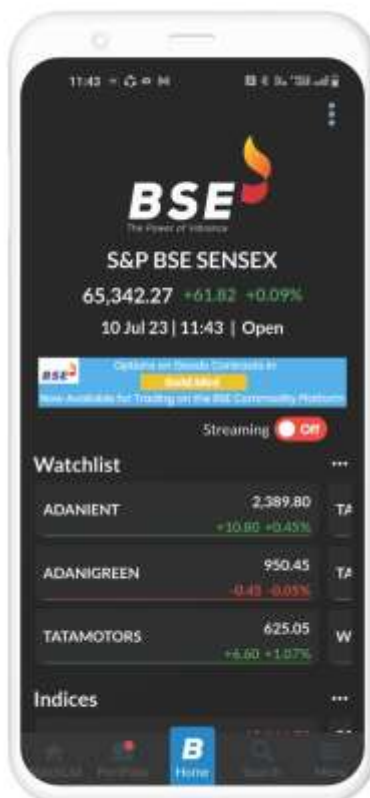 11:43
BSE
The Power of Vibrance
S&P BSE SENSEX
65,342.27 +61.82 +0.09%
10 Jul 23 | 11:43 | Open
BSE
Options on Goods Contracts in
Gold Mini
Now Available for Trading on the BSE Commodity Platform
Streaming Off
Watchlist ...
ADANIENT 2,389.80 TA
+10.80 +0.45%
ADANIGREEN 950.45 TA
-0.45 -0.05%
TATAMOTORS 625.05 W
+6.60 +1.07%
Indices ...
B
Portfolio Home Search